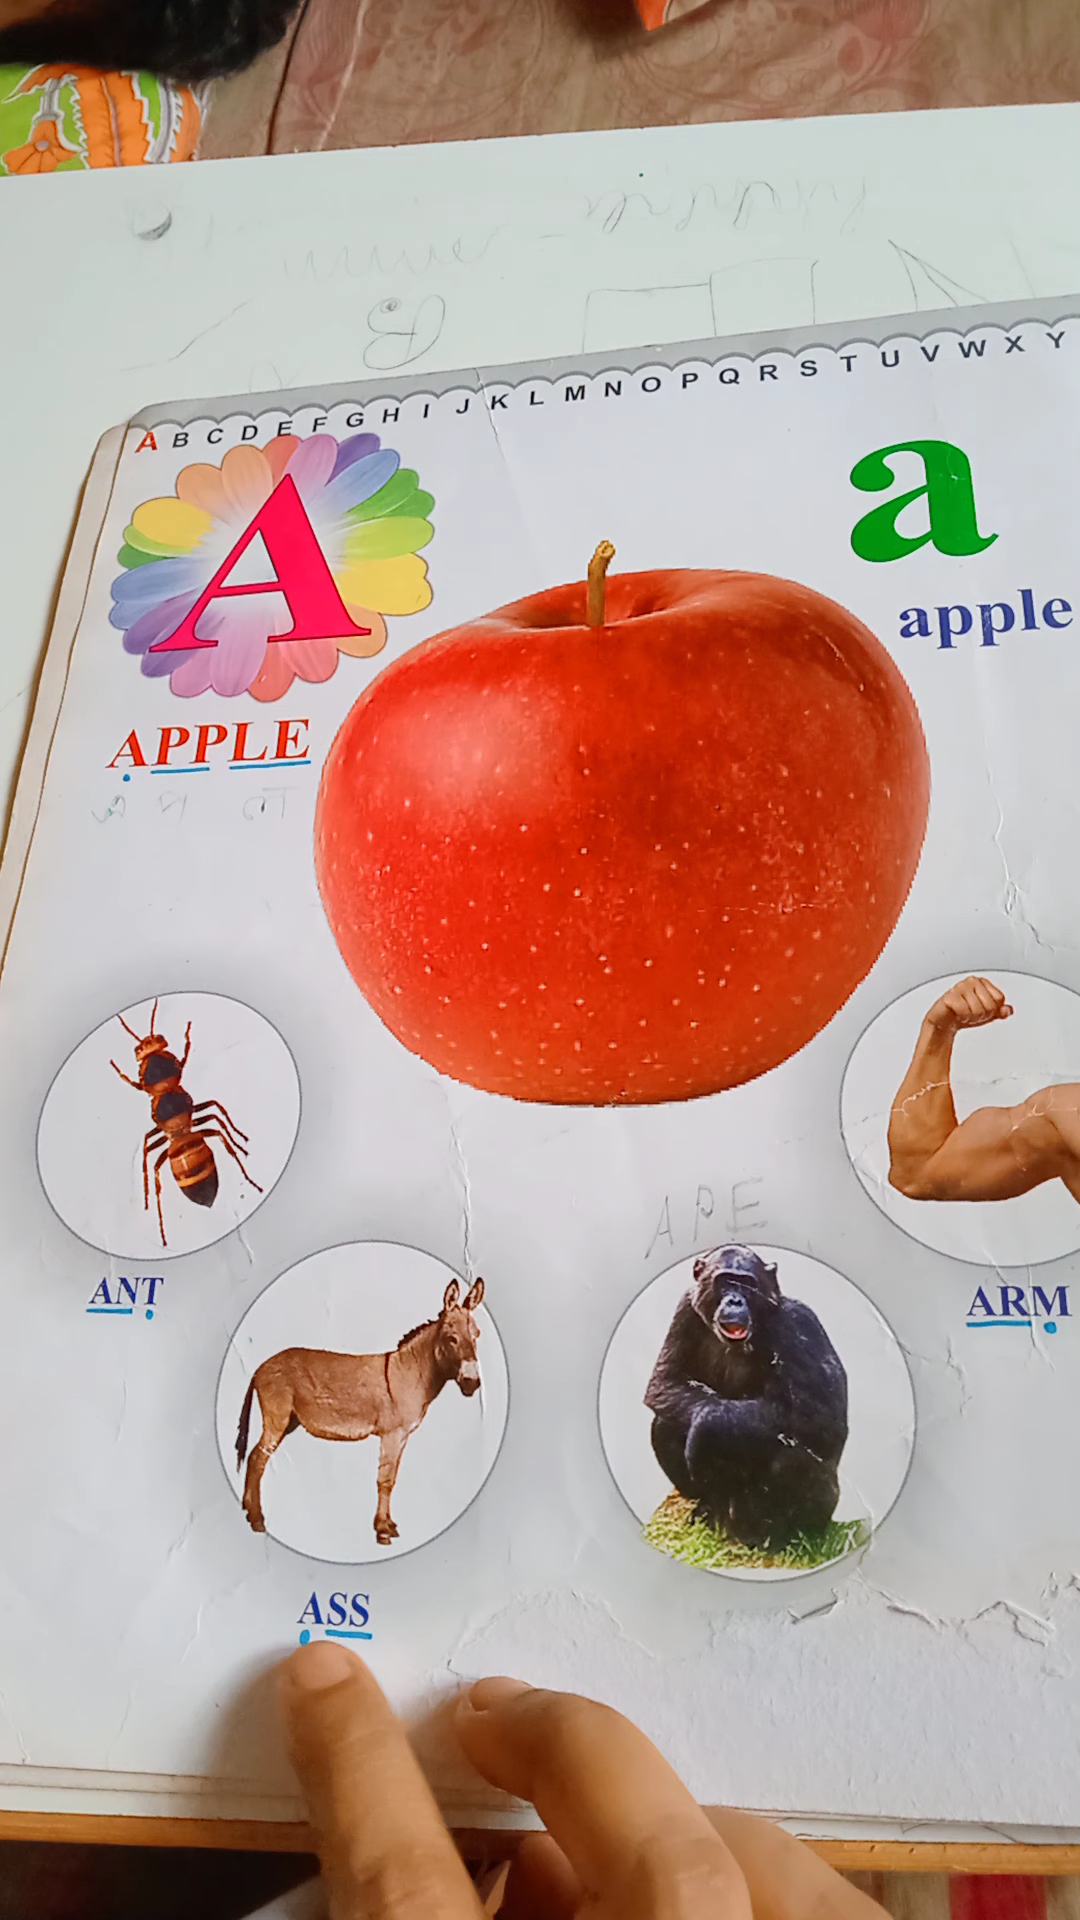 A B C D E F G H I J K L M N O P Q R S T U V W X Y
A
a
apple
APPLE
अ प ल
APE
ANT
ARM
ASS